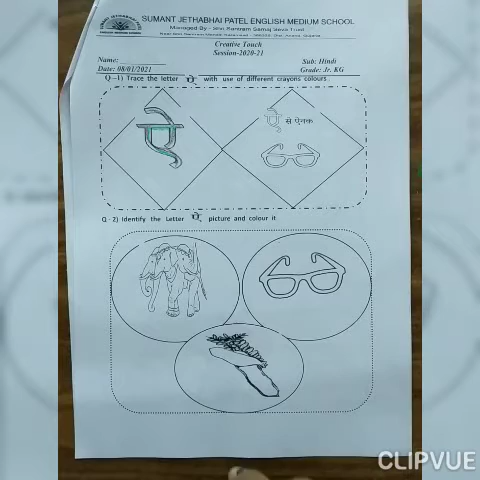 SUMANT JETHABHAI PATEL ENGLISH MEDIUM SCHOOL
Managed By - Shri Ramkram Samaj Seva Trust
Creative Touch
Session-2020-21
Name:
Sub: Hindi
Date: 08/01/2021
Grade: Jr. KG
Q-1) Trace the letter ऐ with use of different crayons colours.
ऐ
ऐ से ऐनक
Q-2) Identify the Letter ऐ picture and colour it.
CLIPVUE